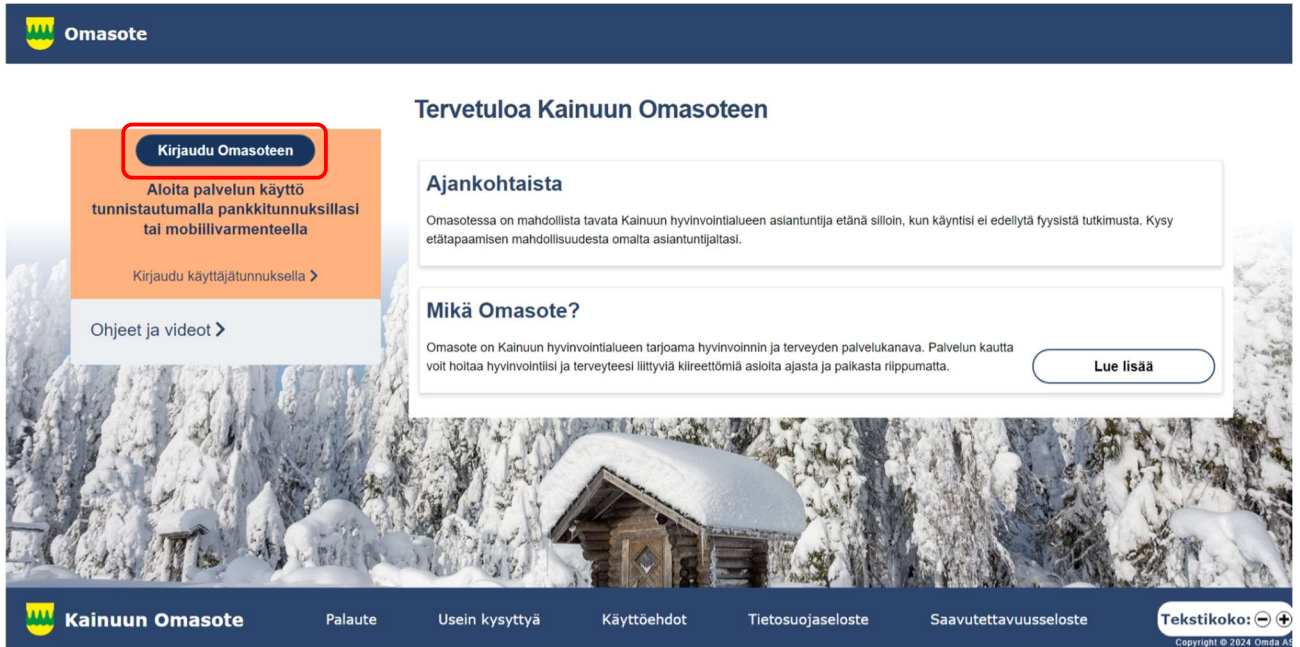 Omasote
Tervetuloa Kainuun Omasoteen
Kirjaudu Omasoteen
Aloita palvelun käyttö
tunnistautumalla pankkitunnuksillasi
tai mobiilivarmenteella
Kirjaudu käyttäjätunnuksella
Ohjeet ja videot
Ajankohtaista
Omasotessa on mahdollista tavata Kainuun hyvinvointialueen asiantuntija etänä silloin, kun käyntisi ei edellytä fyysistä tutkimusta. Kysy
etätapaamisen mahdollisuudesta omalta asiantuntijaltasi.
Mikä Omasote?
Omasote on Kainuun hyvinvointialueen tarjoama hyvinvoinnin ja terveyden palvelukanava. Palvelun kautta
voit hoitaa hyvinvointiisi ja terveyteesi liittyviä kiireettömiä asioita ajasta ja paikasta riippumatta.
Lue lisää
Kainuun Omasote
Palaute
Usein kysyttyä
Käyttöehdot
Tietosuojaseloste
Saavutettavuusseloste
Tekstikoko:
Copyright © 2024 Omda AS